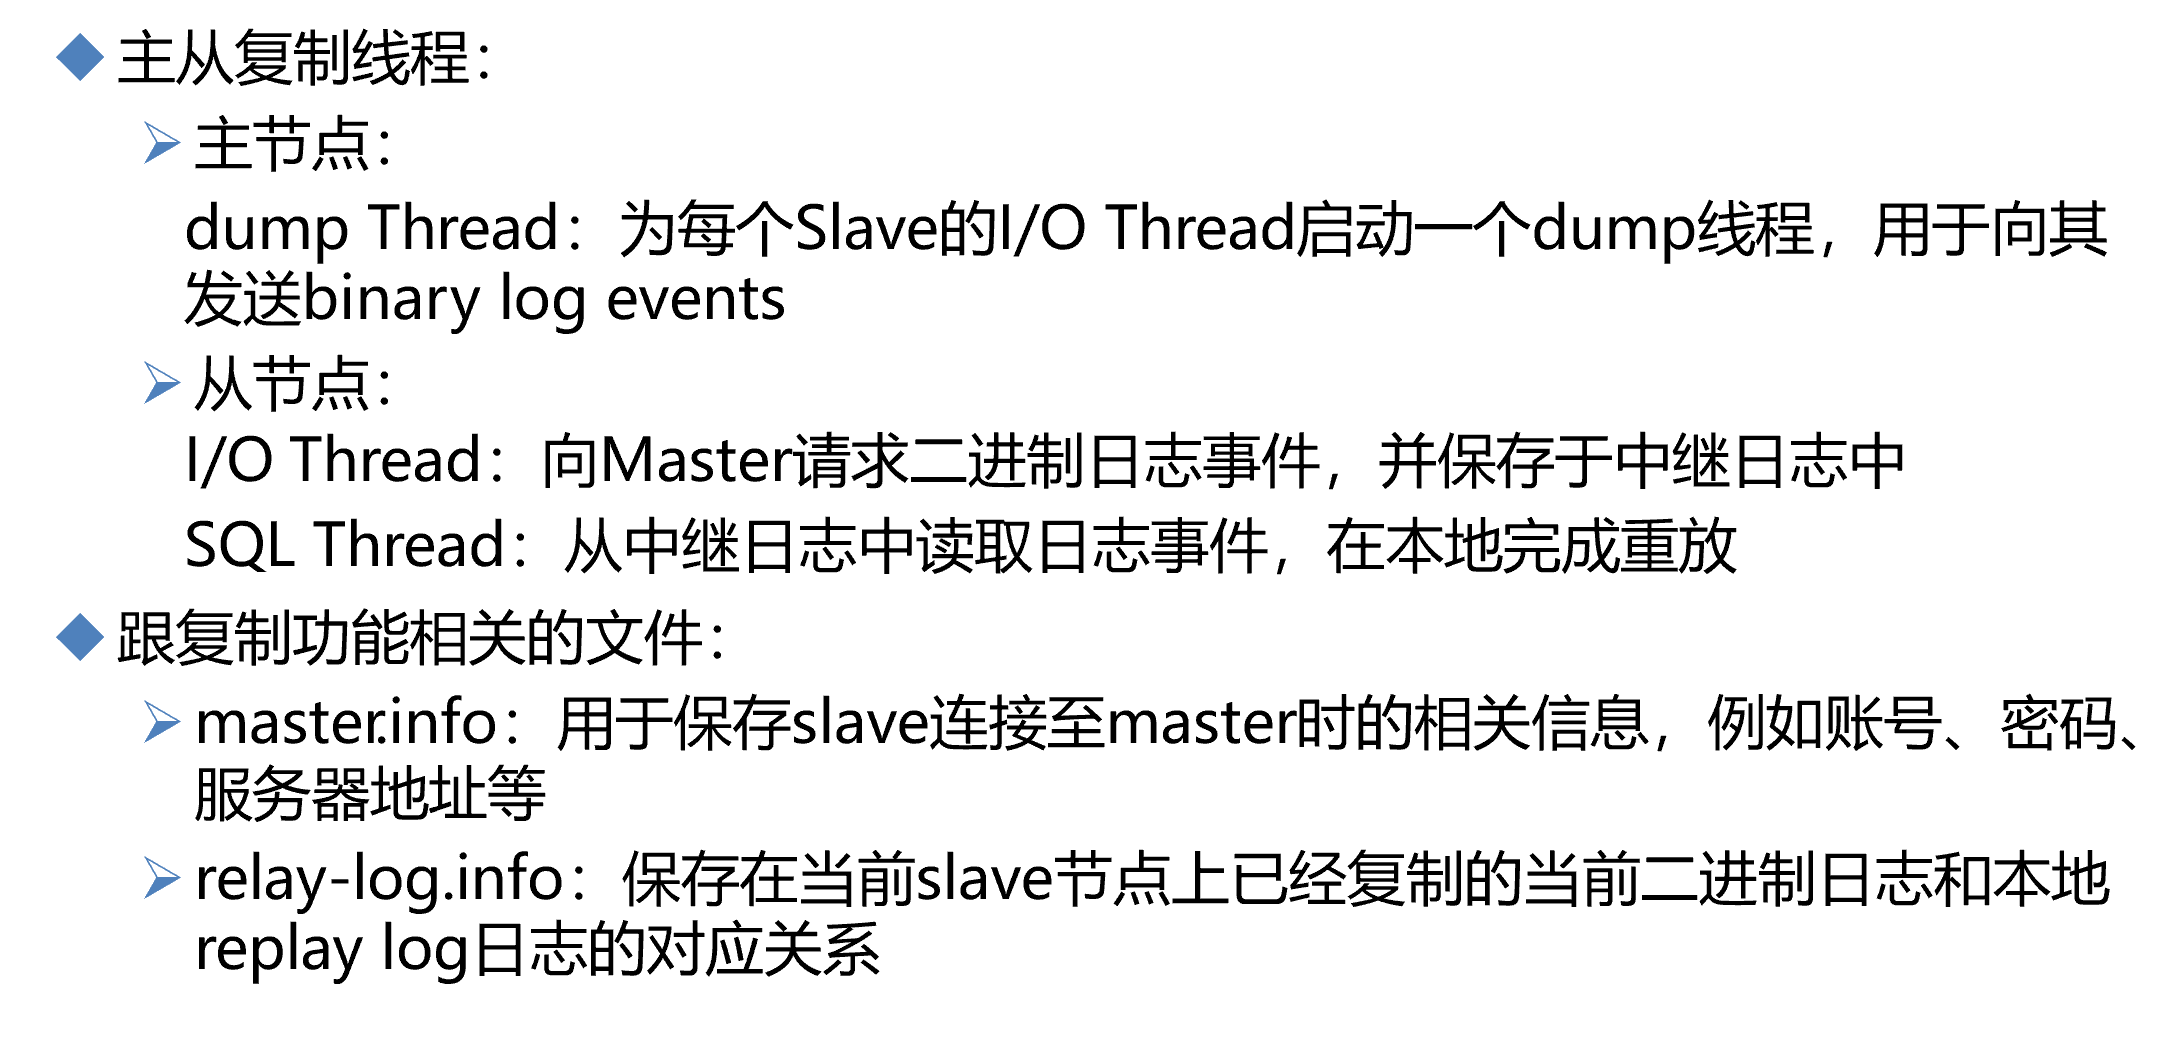 主从复制线程：
主节点：
dump Thread：为每个Slave的I/O Thread启动一个dump线程，用于向其
发送binary log events
从节点：
I/O Thread：向Master请求二进制日志事件，并保存于中继日志中
SQL Thread：从中继日志中读取日志事件，在本地完成重放
跟复制功能相关的文件：
master.info：用于保存slave连接至master时的相关信息，例如账号、密码、
服务器地址等
relay-log.info：保存在当前slave节点上已经复制的当前二进制日志和本地
replay log日志的对应关系